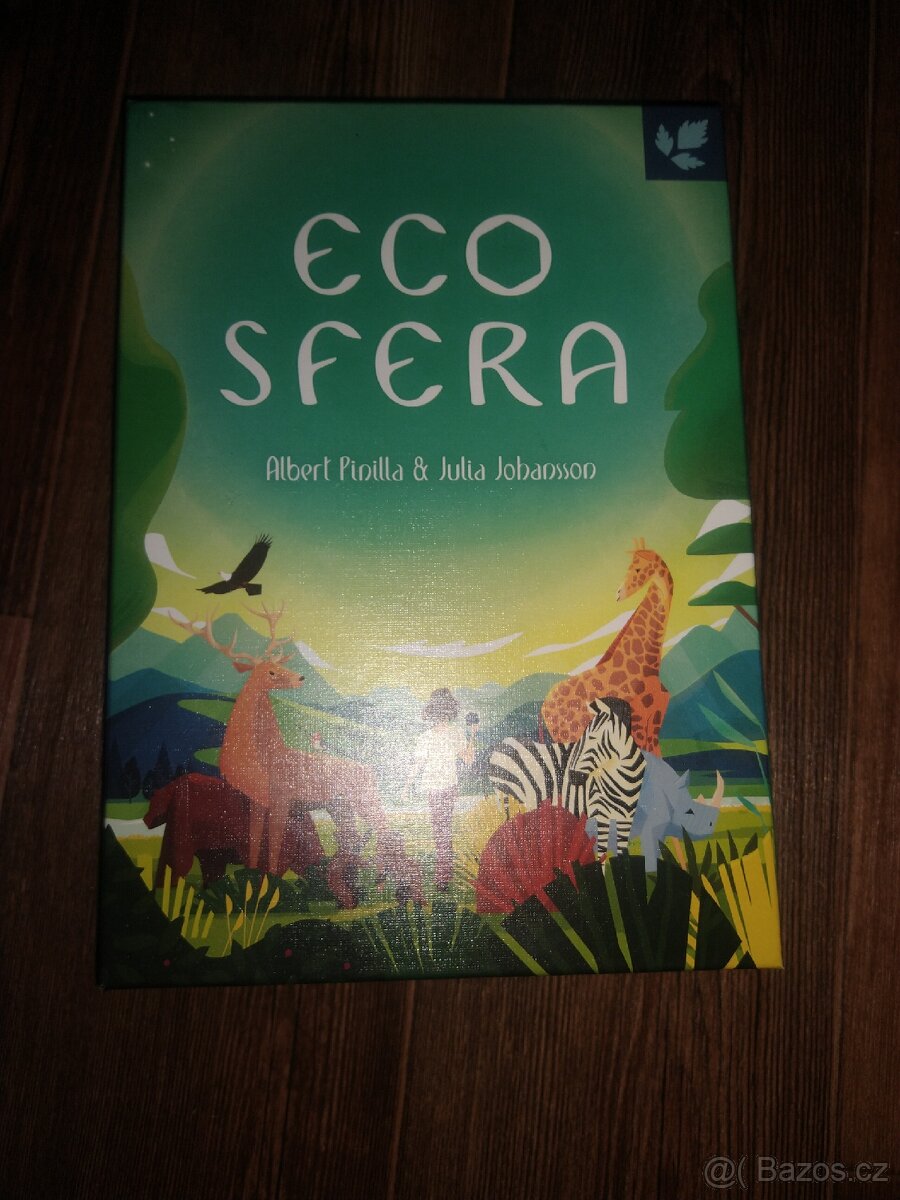 ECO
SFERA
Albert Pinilla & Julia Johansson
@( Bazos.cz